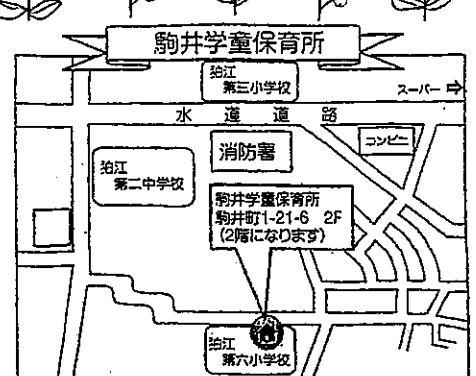 駒井学童保育所
狛江
第三小学校
スーパー ⇒
水道道路
消防署
コンビニ
狛江
第二中学校
駒井学童保育所
駒井町1-21-6 2F
(2階になります)
狛江
第六小学校